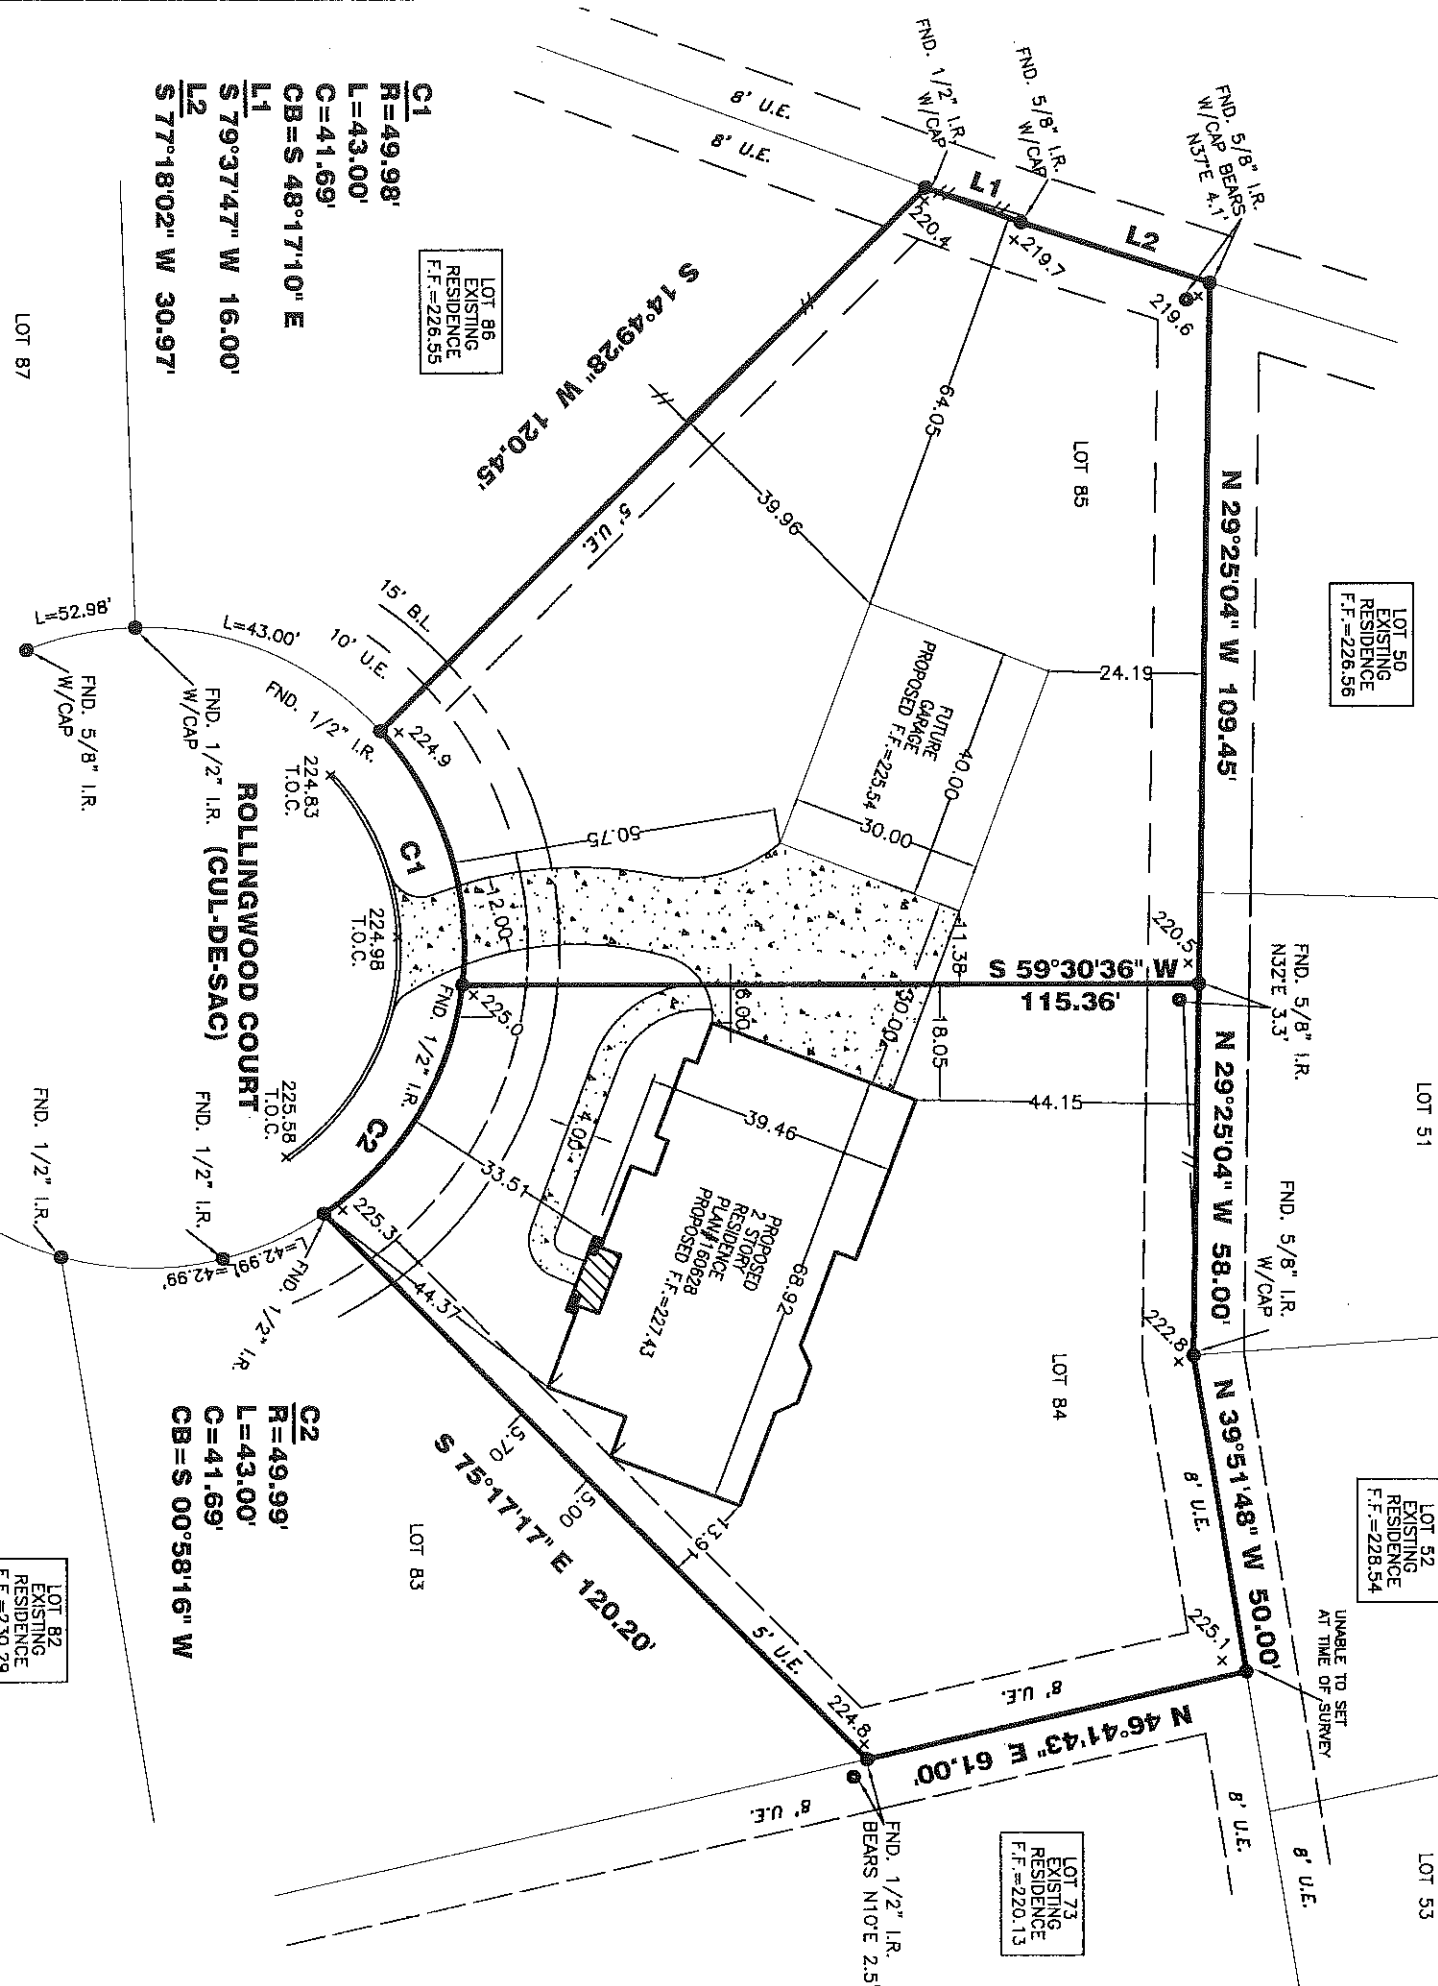 LOT 50
EXISTING
RESIDENCE
F.F.=226.56
LOT 51
LOT 52
EXISTING
RESIDENCE
F.F.=228.54
LOT 53
UNABLE TO SET
AT TIME OF SURVEY
FND. 5/8" I.R.
W/CAP BEARS
N37°E 4.1'
N 29°25'04" W 109.45'
FND. 5/8" I.R.
N32°E 3.3'
N 29°25'04" W 58.00'
FND. 5/8" I.R.
W/CAP
N 39°51'48" W 50.00'
8' U.E.
8' U.E.
8' U.E.
FND. 5/8" I.R.
W/CAP
FND. 1/2" I.R.
W/CAP
8' U.E.
8' U.E.
L1
L2
220.4
219.7
219.6
220.5
222.8
225.1
LOT 85
LOT 84
64.05
39.96
24.19
FUTURE
GARAGE
PROPOSED F.F.=225.54
40.00
30.00
11.38
S 59°30'36" W
115.36'
18.05
30.00
44.15
6.00
39.46
PROPOSED
2 STORY
RESIDENCE
PLAN#160628
PROPOSED F.F.=227.43
68.92
8' U.E.
N 46°41'43" E 61.00'
8' U.E.
LOT 73
EXISTING
RESIDENCE
F.F.=220.13
FND. 1/2" I.R.
BEARS N10°E 2.5'
224.8
5' U.E.
13.91
5.00
5.70
S 75°17'17" E 120.20'
44.37
33.51
4.00
50.75
12.00
S 14°49'28" W 120.45'
5' U.E.
15' B.L.
10' U.E.
224.9
225.0
225.3
FND. 1/2" I.R.
FND. 1/2" I.R.
FND. 1/2" I.R.
C1
C2
224.83
T.O.C.
224.98
T.O.C.
225.58
T.O.C.
ROLLINGWOOD COURT
(CUL-DE-SAC)
L=43.00'
L=52.98'
FND. 1/2" I.R.
W/CAP
FND. 5/8" I.R.
W/CAP
L=42.99'
L=42.99'
FND. 1/2" I.R.
FND. 1/2" I.R.
LOT 86
EXISTING
RESIDENCE
F.F.=226.55
C1
R=49.98'
L=43.00'
C=41.69'
CB=S 48°17'10" E
L1
S 79°37'47" W 16.00'
L2
S 77°18'02" W 30.97'
LOT 87
C2
R=49.99'
L=43.00'
C=41.69'
CB=S 00°58'16" W
LOT 83
LOT 82
EXISTING
RESIDENCE
F.F.=230.29